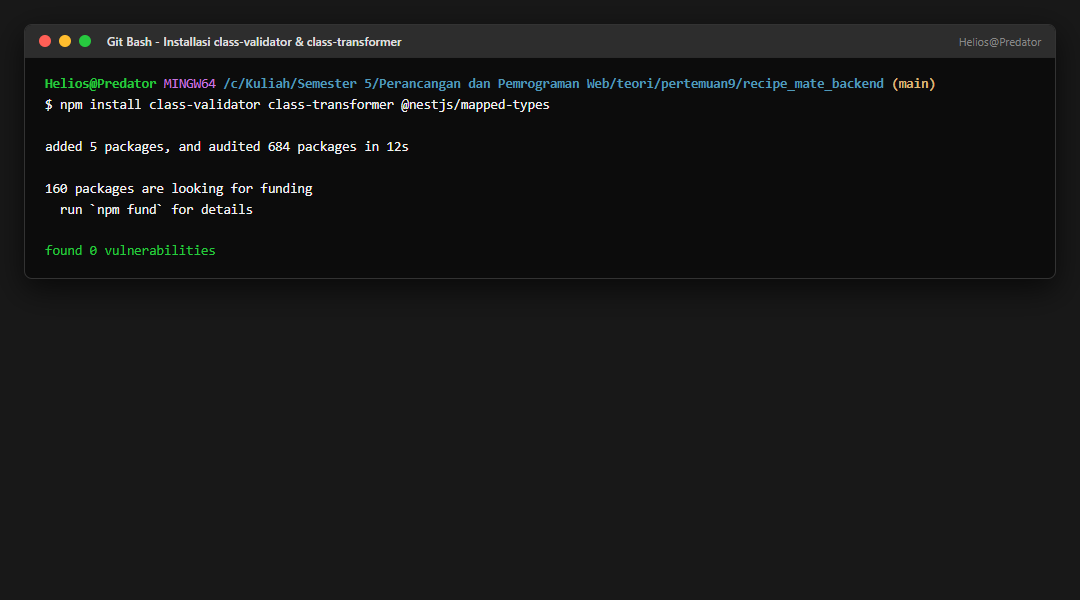 Git Bash - Installasi class-validator & class-transformer
Helios@Predator
Helios@Predator MINGW64 /c/Kuliah/Semester 5/Perancangan dan Pemrograman Web/teori/pertemuan9/recipe_mate_backend (main)
$ npm install class-validator class-transformer @nestjs/mapped-types
added 5 packages, and audited 684 packages in 12s
160 packages are looking for funding
run `npm fund` for details
found 0 vulnerabilities